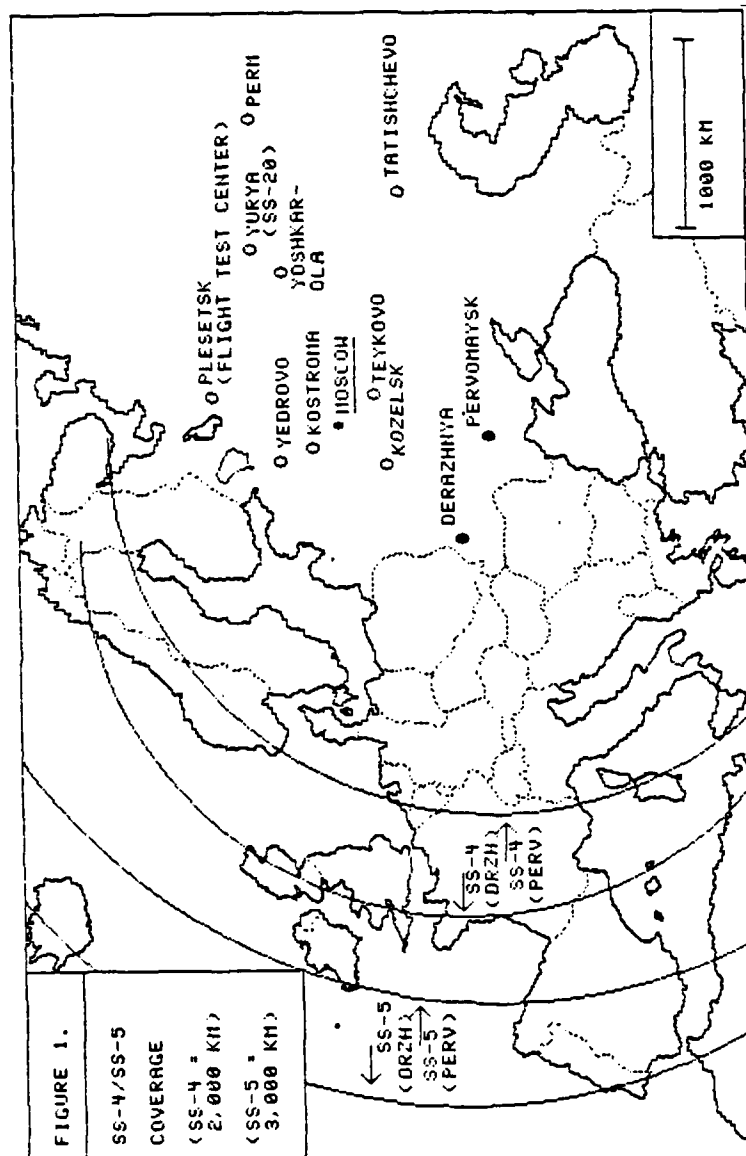 FIGURE 1.
SS-4/SS-5
COVERAGE
(SS-4 =
2,000 KM)
(SS-5 =
3,000 KM)
PLESETSK
(FLIGHT TEST CENTER)
YURYA
(SS-20)
PERM
YOSHKAR-
OLA
YEDROVO
KOSTROMA
MOSCOW
TEYKOVO
KOZELSK
TATISHCHEVO
DERAZHNYA
PERVOMAYSK
SS-4
(DRZH)
SS-4
(PERV)
SS-5
(DRZH)
SS-5
(PERV)
1000 KM